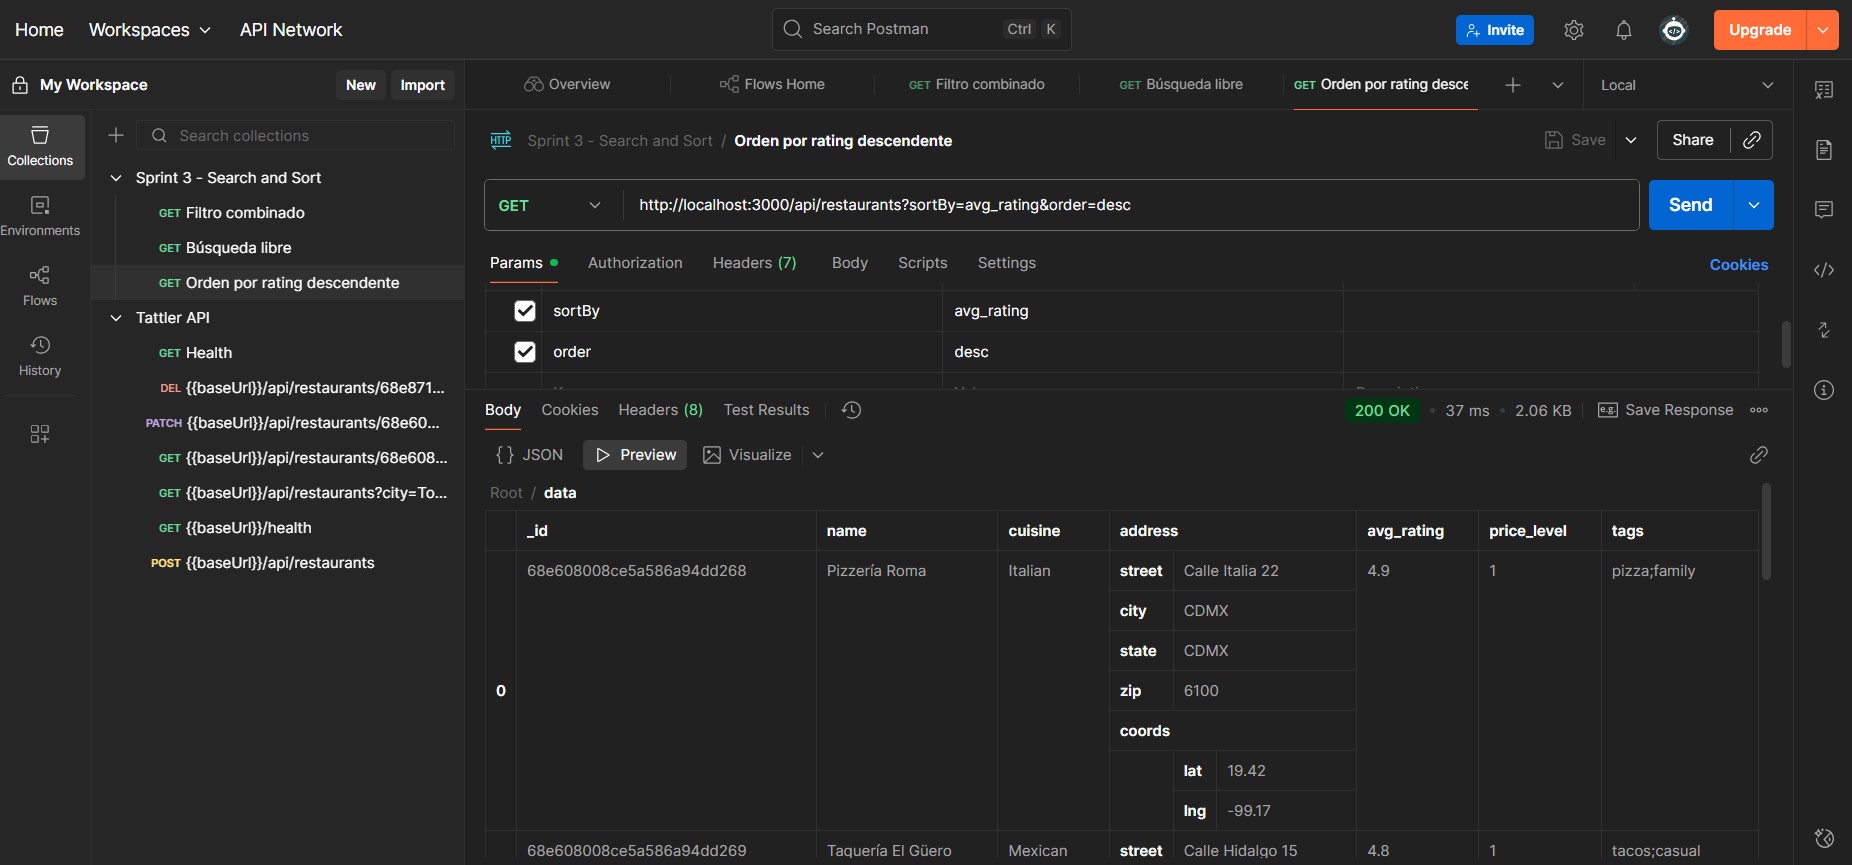 Home Workspaces API Network Search Postman Ctrl K Invite Upgrade
My Workspace New Import Overview Flows Home GET Filtro combinado GET Búsqueda libre GET Orden por rating desce Local
Search collections
Collections
Environments
Flows
History
Sprint 3 - Search and Sort
GET Filtro combinado
GET Búsqueda libre
GET Orden por rating descendente
Tattler API
GET Health
DEL {{baseUrl}}/api/restaurants/68e871...
PATCH {{baseUrl}}/api/restaurants/68e60...
GET {{baseUrl}}/api/restaurants/68e608...
GET {{baseUrl}}/api/restaurants?city=To...
GET {{baseUrl}}/health
POST {{baseUrl}}/api/restaurants
HTTP Sprint 3 - Search and Sort / Orden por rating descendente Save Share
GET http://localhost:3000/api/restaurants?sortBy=avg_rating&order=desc Send
Params Authorization Headers (7) Body Scripts Settings Cookies
sortBy avg_rating
order desc
Body Cookies Headers (8) Test Results 200 OK 37 ms 2.06 KB e.g. Save Response
{} JSON Preview Visualize
Root / data
_id name cuisine address avg_rating price_level tags
0 68e608008ce5a586a94dd268 Pizzería Roma Italian street Calle Italia 22 4.9 1 pizza;family
city CDMX
state CDMX
zip 6100
coords
lat 19.42
lng -99.17
68e608008ce5a586a94dd269 Taquería El Güero Mexican street Calle Hidalgo 15 4.8 1 tacos;casual